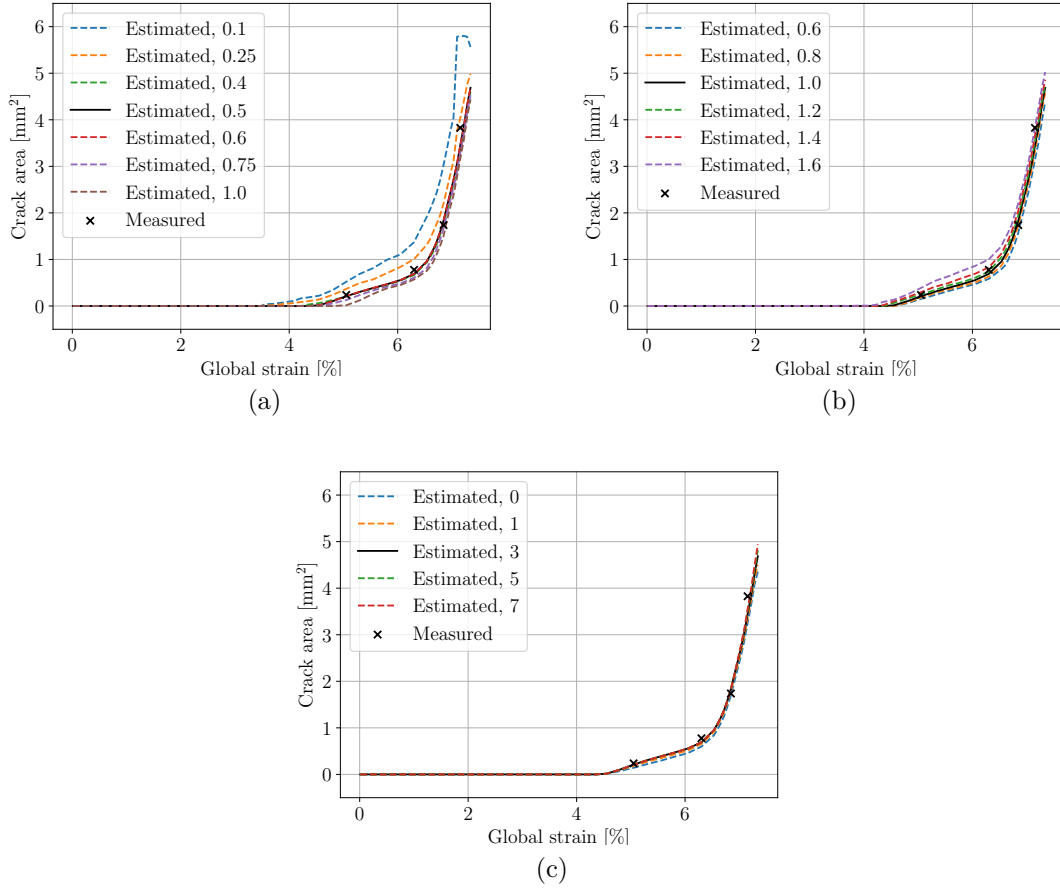 6
5
4
3
2
1
0
Crack area [mm²]
Estimated, 0.1
Estimated, 0.25
Estimated, 0.4
Estimated, 0.5
Estimated, 0.6
Estimated, 0.75
Estimated, 1.0
Measured
0 2 4 6
Global strain [%]
(a)
6
5
4
3
2
1
0
Crack area [mm²]
Estimated, 0.6
Estimated, 0.8
Estimated, 1.0
Estimated, 1.2
Estimated, 1.4
Estimated, 1.6
Measured
0 2 4 6
Global strain [%]
(b)
6
5
4
3
2
1
0
Crack area [mm²]
Estimated, 0
Estimated, 1
Estimated, 3
Estimated, 5
Estimated, 7
Measured
0 2 4 6
Global strain [%]
(c)